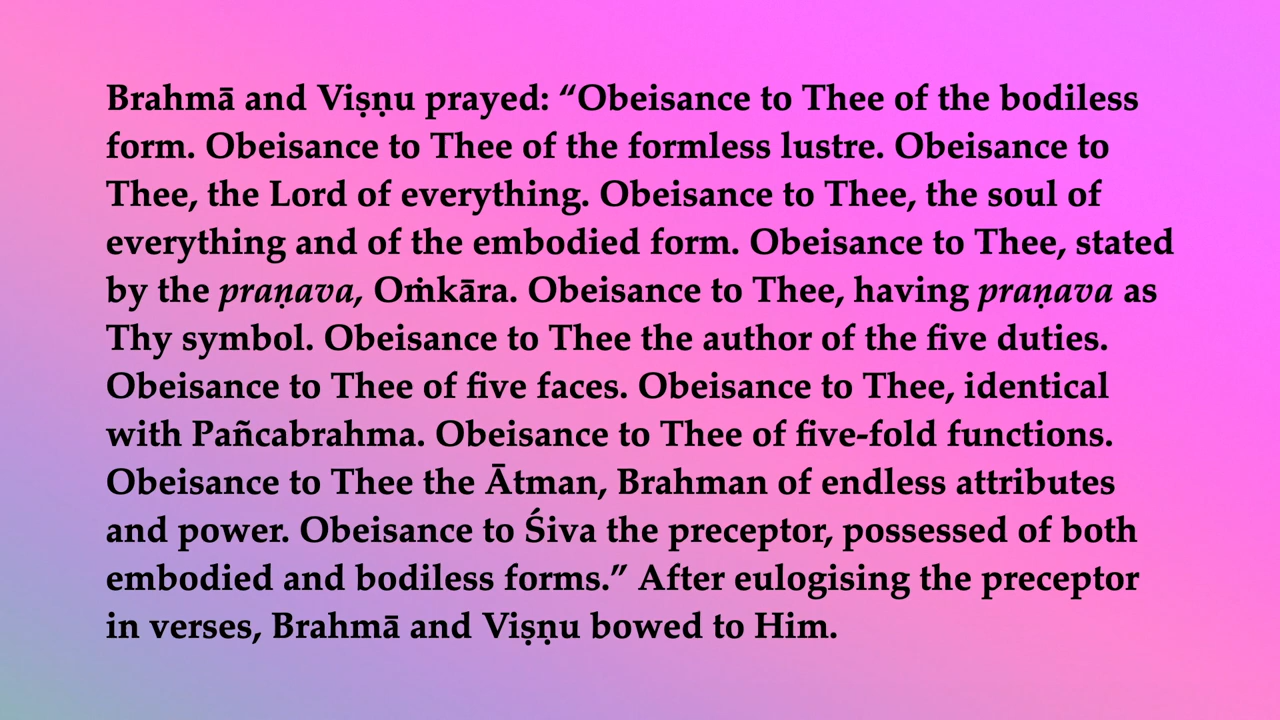 Brahmā and Viṣṇu prayed: “Obeisance to Thee of the bodiless
form. Obeisance to Thee of the formless lustre. Obeisance to
Thee, the Lord of everything. Obeisance to Thee, the soul of
everything and of the embodied form. Obeisance to Thee, stated
by the praṇava, Oṁkāra. Obeisance to Thee, having praṇava as
Thy symbol. Obeisance to Thee the author of the five duties.
Obeisance to Thee of five faces. Obeisance to Thee, identical
with Pañcabrahma. Obeisance to Thee of five-fold functions.
Obeisance to Thee the Ātman, Brahman of endless attributes
and power. Obeisance to Śiva the preceptor, possessed of both
embodied and bodiless forms.” After eulogising the preceptor
in verses, Brahmā and Viṣṇu bowed to Him.